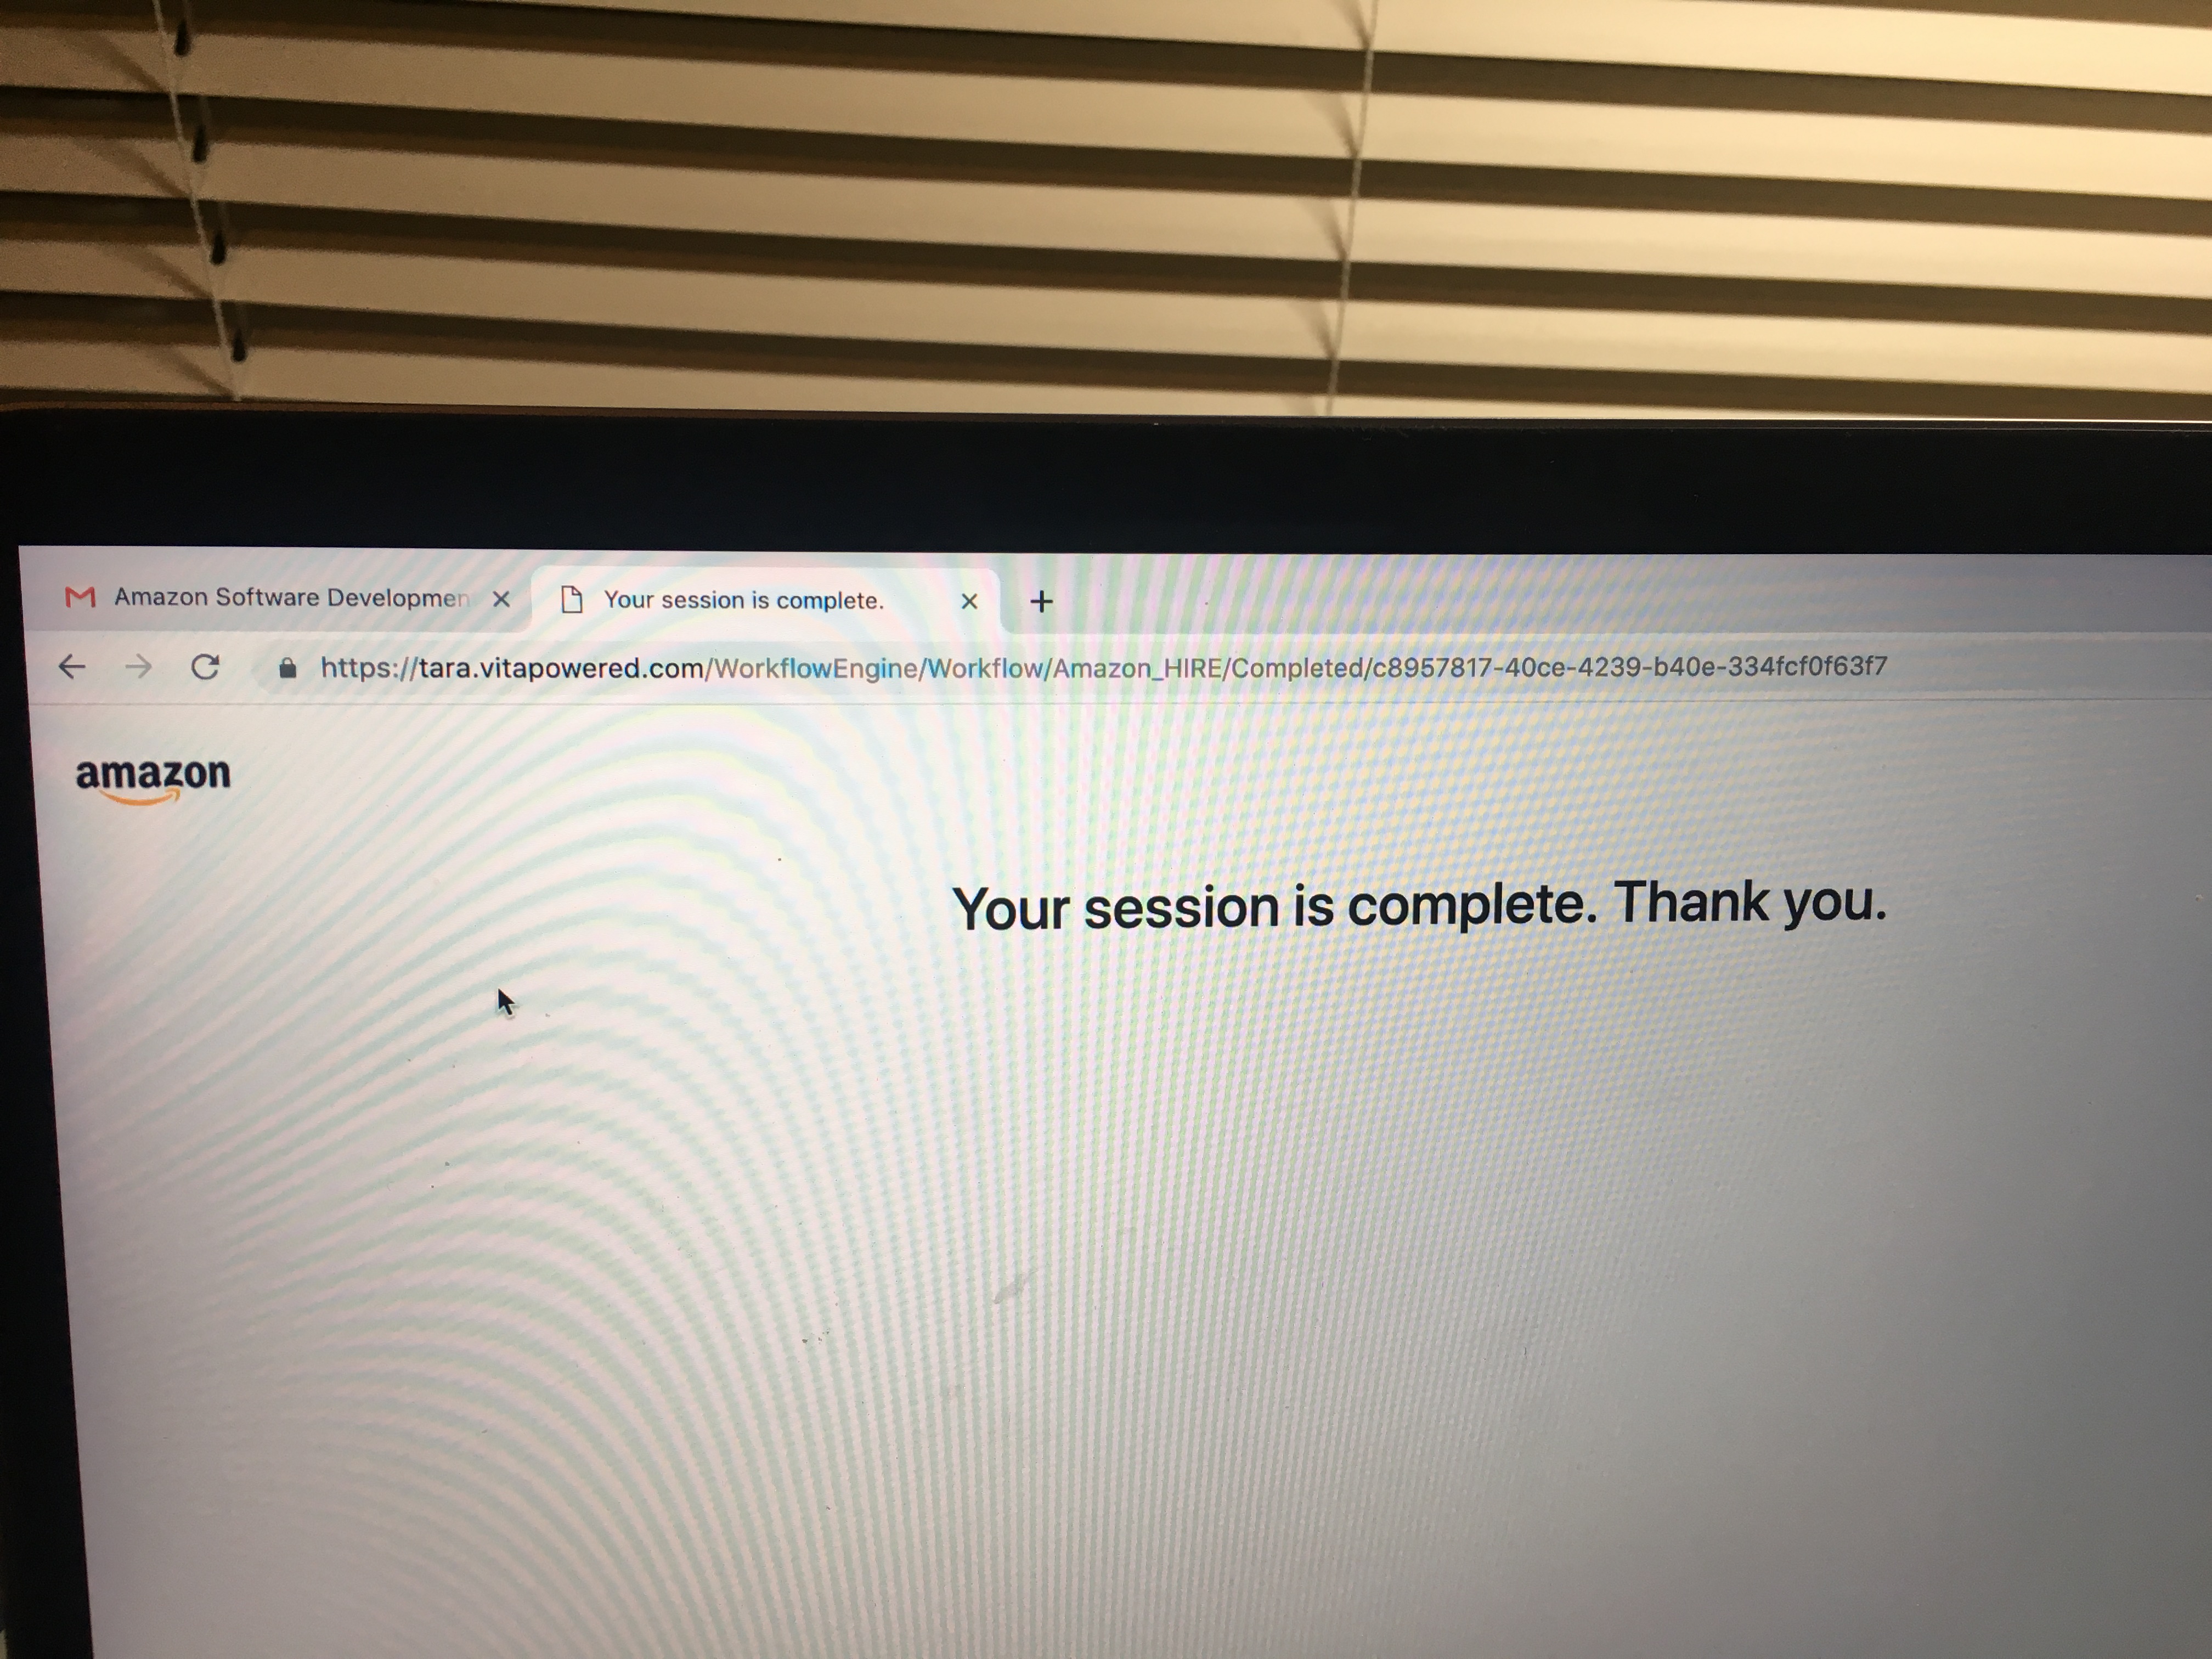 Amazon Software Developmen
Your session is complete.
https://tara.vitapowered.com/WorkflowEngine/Workflow/Amazon_HIRE/Completed/c8957817-40ce-4239-b40e-334fcf0f63f7
amazon
Your session is complete. Thank you.